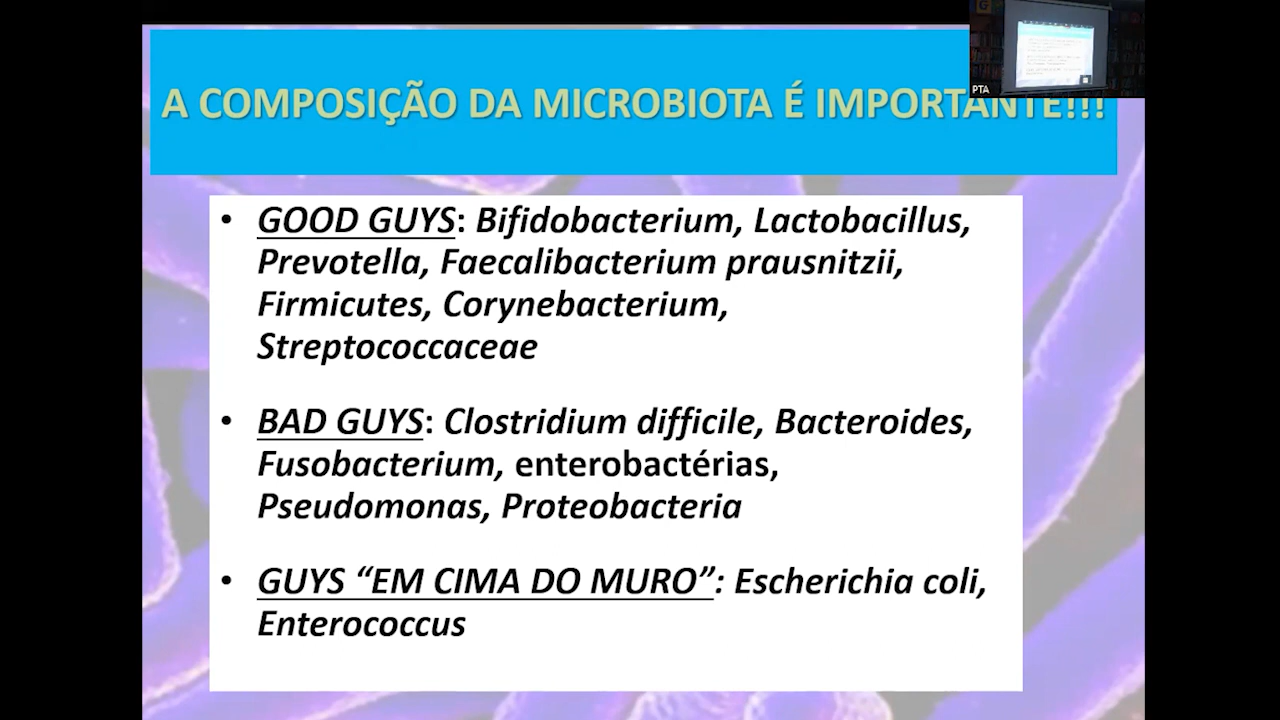 A COMPOSIÇÃO DA MICROBIOTA É IMPORTANTE!!!
PTA
• GOOD GUYS: Bifidobacterium, Lactobacillus,
Prevotella, Faecalibacterium prausnitzii,
Firmicutes, Corynebacterium,
Streptococcaceae
• BAD GUYS: Clostridium difficile, Bacteroides,
Fusobacterium, enterobactérias,
Pseudomonas, Proteobacteria
• GUYS “EM CIMA DO MURO”: Escherichia coli,
Enterococcus